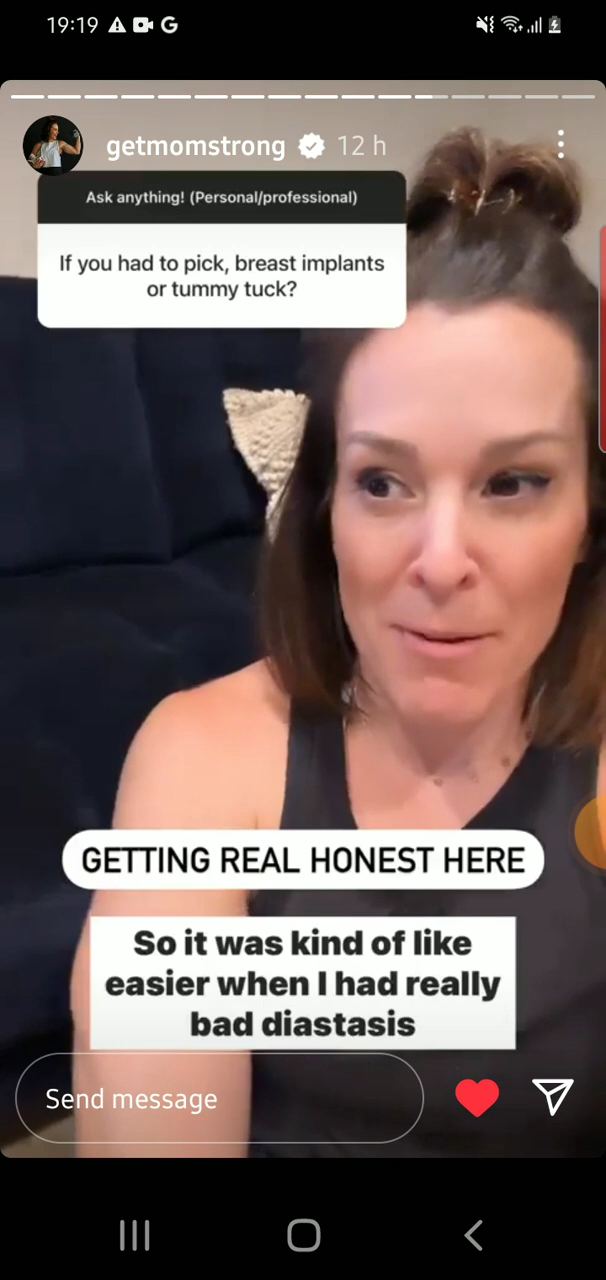 19:19
getmomstrong 12 h
Ask anything! (Personal/professional)
If you had to pick, breast implants
or tummy tuck?
GETTING REAL HONEST HERE
So it was kind of like
easier when I had really
bad diastasis
Send message